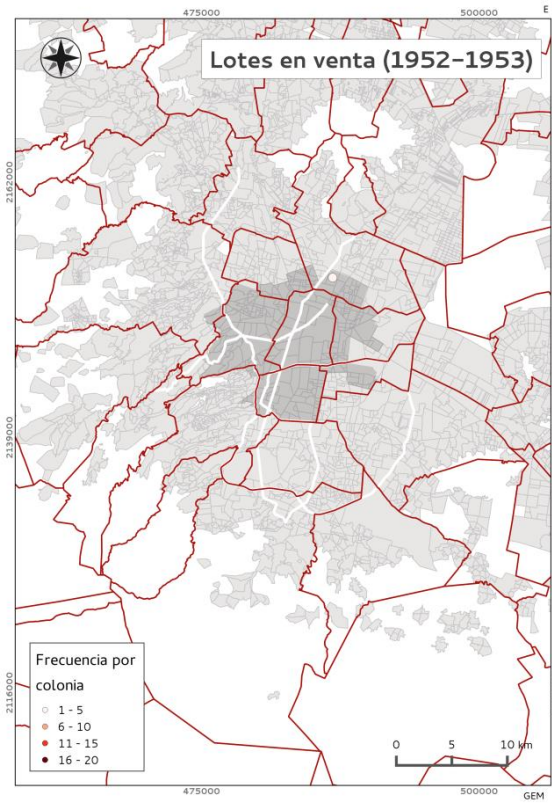 475000
500000
E
Lotes en venta (1952–1953)
2162000
2139000
2116000
Frecuencia por
colonia
1 - 5
6 - 10
11 - 15
16 - 20
0
5
10 km
475000
500000
GEM